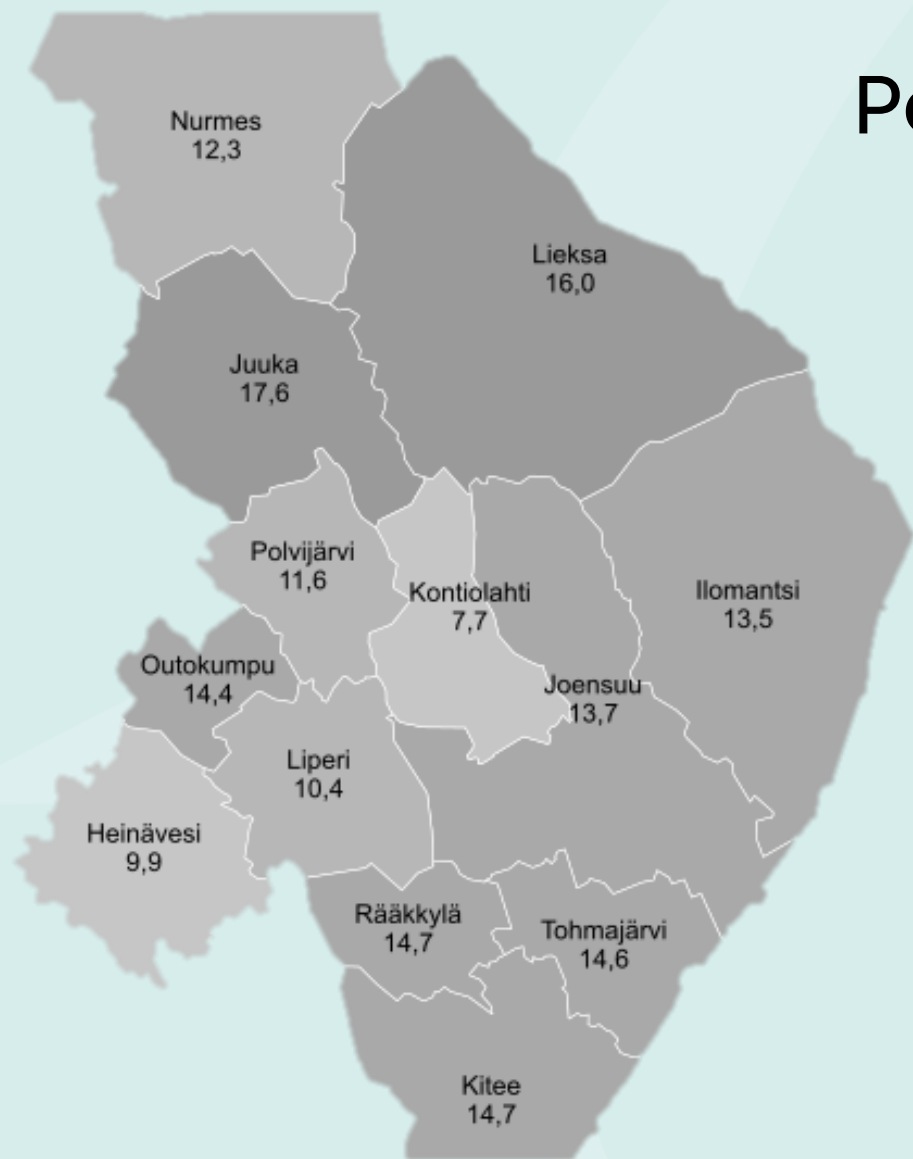 Po
Nurmes
12,3
Lieksa
16,0
Juuka
17,6
Polvijärvi
11,6
Kontiolahti
7,7
Ilomantsi
13,5
Outokumpu
14,4
Joensuu
13,7
Liperi
10,4
Heinävesi
9,9
Rääkkylä
14,7
Tohmajärvi
14,6
Kitee
14,7